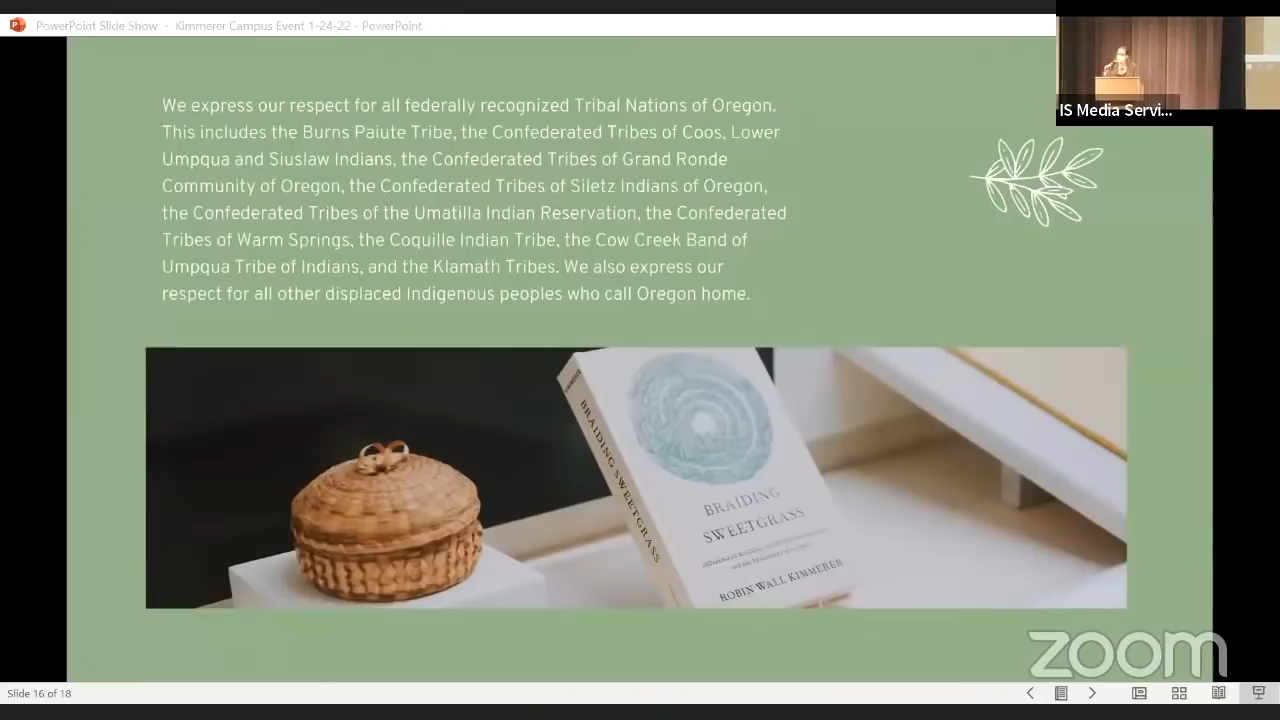 PowerPoint Slide Show - Kimmerer Campus Event 1-24-22 - PowerPoint
IS Media Servi...
We express our respect for all federally recognized Tribal Nations of Oregon.
This includes the Burns Paiute Tribe, the Confederated Tribes of Coos, Lower
Umpqua and Siuslaw Indians, the Confederated Tribes of Grand Ronde
Community of Oregon, the Confederated Tribes of Siletz Indians of Oregon,
the Confederated Tribes of the Umatilla Indian Reservation, the Confederated
Tribes of Warm Springs, the Coquille Indian Tribe, the Cow Creek Band of
Umpqua Tribe of Indians, and the Klamath Tribes. We also express our
respect for all other displaced Indigenous peoples who call Oregon home.
KIMMERER
BRAIDING SWEETGRASS
BRAIDING
SWEETGRASS
ROBIN WALL KIMMERER
zoom
Slide 16 of 18